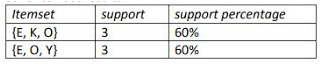 Itemset support support percentage
{E, K, O} 3 60%
{E, O, Y} 3 60%